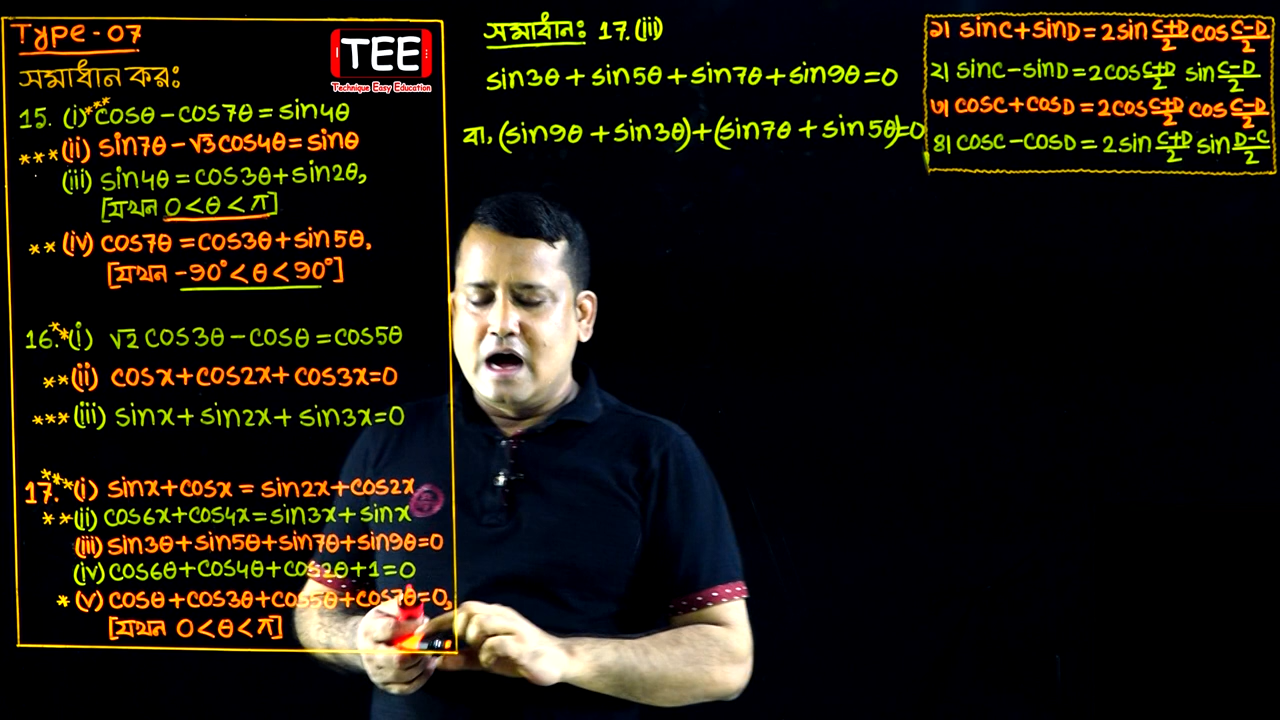 Type-07
সমাধান করঃ
15. (i)*** cosθ - cos7θ = sin4θ
***(ii) sin7θ - √3cos4θ = sinθ
(iii) sin4θ = cos3θ + sin2θ,
[যখন 0 < θ < π]
**(iv) cos7θ = cos3θ + sin5θ,
[যখন -90° < θ < 90°]
16.**(i) √2 cos3θ - cosθ = cos5θ
**(ii) cosx + cos2x + cos3x = 0
***(iii) sinx + sin2x + sin3x = 0
17.***(i) sinx + cosx = sin2x + cos2x
**(ii) cos6x + cos4x = sin3x + sinx
(iii) sin3θ + sin5θ + sin7θ + sin9θ = 0
(iv) cos6θ + cos4θ + cos2θ + 1 = 0
*(v) cosθ + cos3θ + cos5θ + cos7θ = 0,
[যখন 0 < θ < π]
TEE
Technique Easy Education
সমাধান: 17.(iii)
sin3θ + sin5θ + sin7θ + sin9θ = 0
বা, (sin9θ + sin3θ) + (sin7θ + sin5θ) = 0
১। sinC + sinD = 2sin (C+D)/2 cos (C-D)/2
২। sinC - sinD = 2cos (C+D)/2 sin (C-D)/2
৩। cosC + cosD = 2cos (C+D)/2 cos (C-D)/2
৪। cosC - cosD = 2sin (C+D)/2 sin (D-C)/2